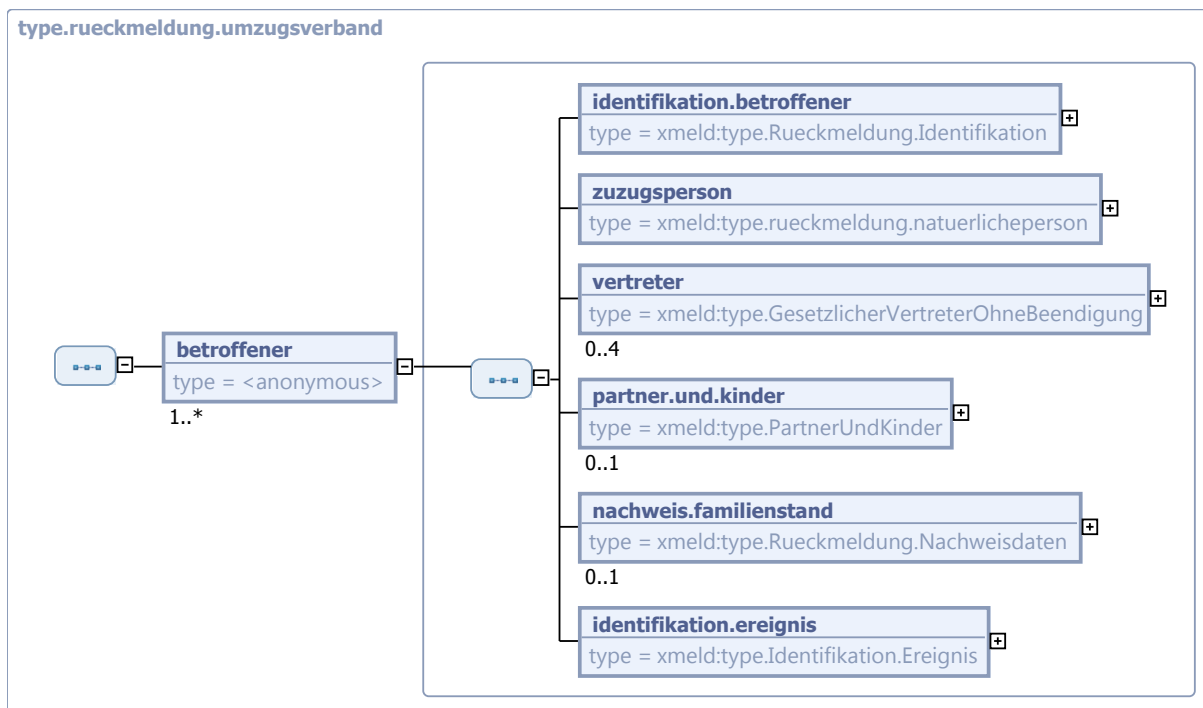 type.rueckmeldung.umzugsverband
identifikation.betroffener
type = xmeld:type.Rueckmeldung.Identifikation
zuzugsperson
type = xmeld:type.rueckmeldung.natuerlicheperson
vertreter
type = xmeld:type.GesetzlicherVertreterOhneBeendigung
0..4
betroffener
type = <anonymous>
1..*
partner.und.kinder
type = xmeld:type.PartnerUndKinder
0..1
nachweis.familienstand
type = xmeld:type.Rueckmeldung.Nachweisdaten
0..1
identifikation.ereignis
type = xmeld:type.Identifikation.Ereignis